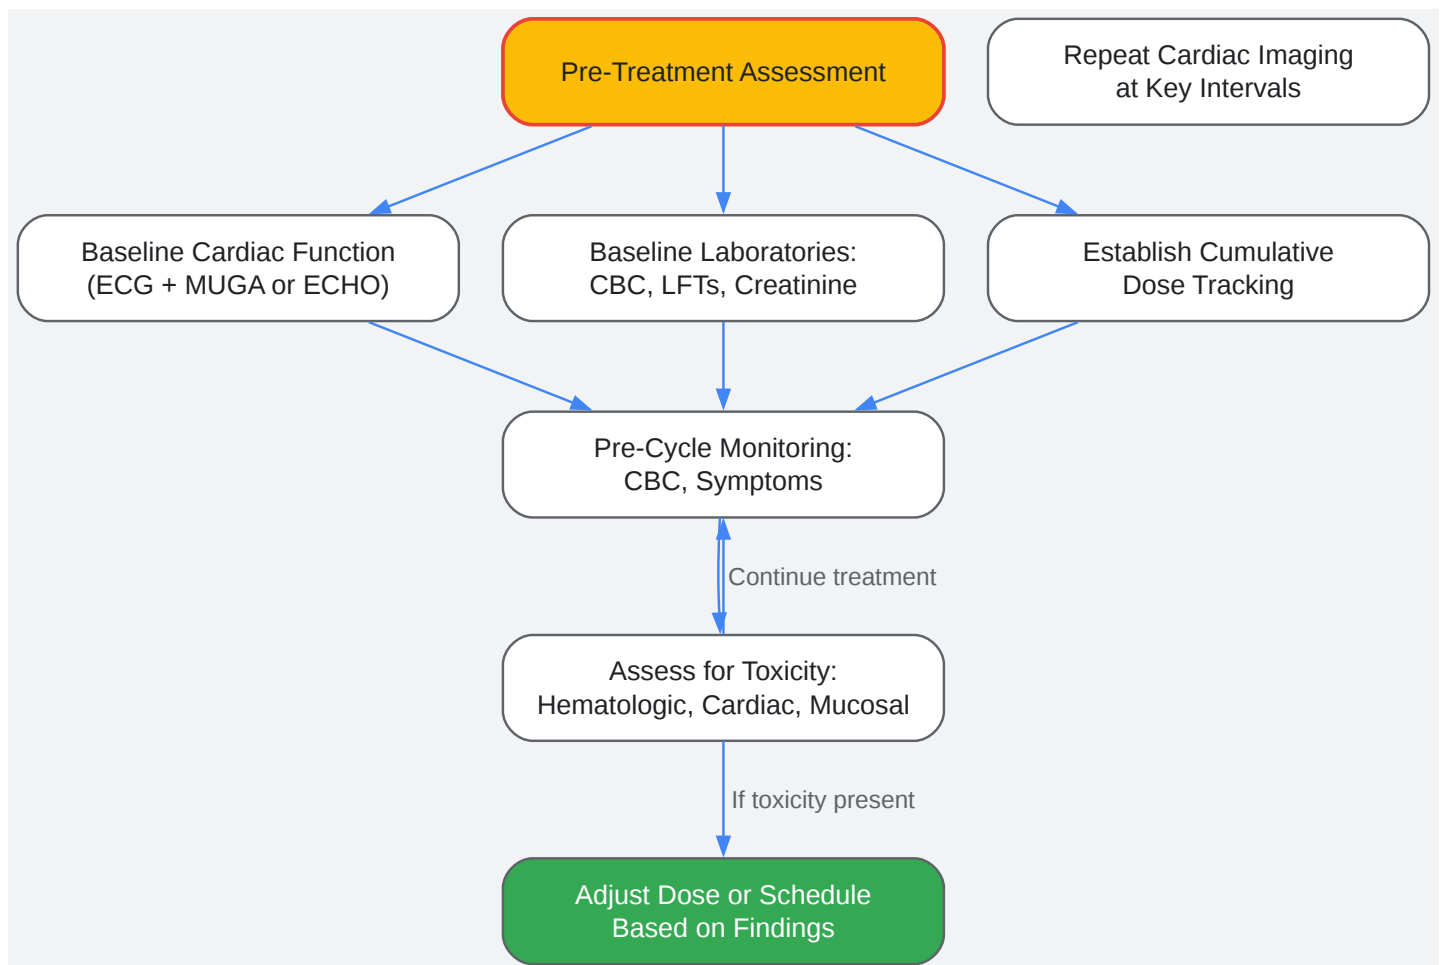 Pre-Treatment Assessment
Repeat Cardiac Imaging
at Key Intervals
Baseline Cardiac Function
(ECG + MUGA or ECHO)
Baseline Laboratories:
CBC, LFTs, Creatinine
Establish Cumulative
Dose Tracking
Pre-Cycle Monitoring:
CBC, Symptoms
Continue treatment
Assess for Toxicity:
Hematologic, Cardiac, Mucosal
If toxicity present
Adjust Dose or Schedule
Based on Findings